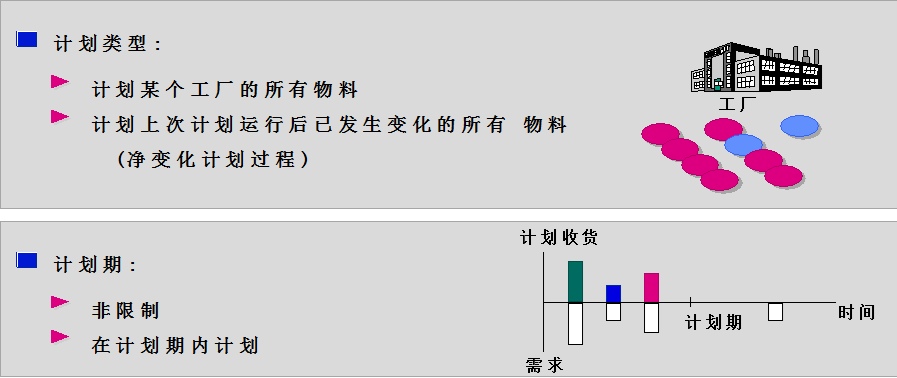 计划类型:
计划某个工厂的所有物料
计划上次计划运行后已发生变化的所有 物料
(净变化计划过程)
工厂
计划期:
非限制
在计划期内计划
计划收货
时间
计划期
需求